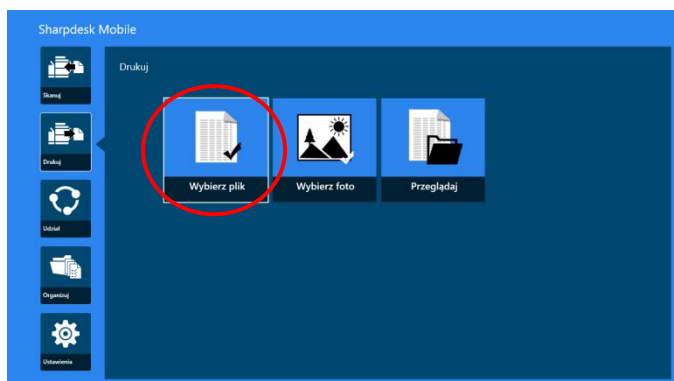 Sharpdesk Mobile
Skanuj
Drukuj
Udział
Organizuj
Ustawienia
Drukuj
Wybierz plik
Wybierz foto
Przeglądaj